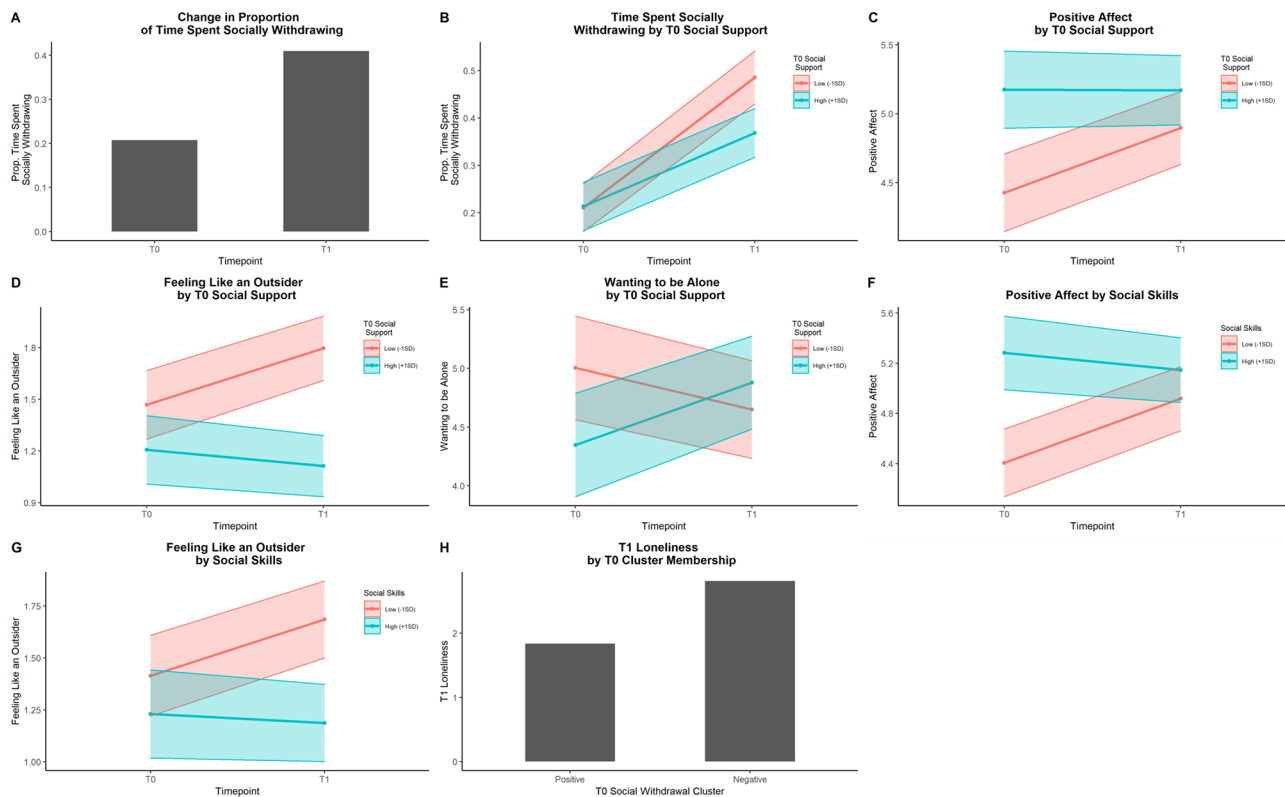 A
Change in Proportion
of Time Spent Socially Withdrawing
Prop. Time Spent
Socially Withdrawing
0.4
0.3
0.2
0.1
0.0
T0
T1
Timepoint
B
Time Spent Socially
Withdrawing by T0 Social Support
Prop. Time Spent
Socially Withdrawing
0.5
0.4
0.3
0.2
T0
T1
Timepoint
T0 Social
Support
Low (-1SD)
High (+1SD)
C
Positive Affect
by T0 Social Support
Positive Affect
5.5
5.0
4.5
T0
T1
Timepoint
T0 Social
Support
Low (-1SD)
High (+1SD)
D
Feeling Like an Outsider
by T0 Social Support
Feeling Like an Outsider
1.8
1.5
1.2
0.9
T0
T1
Timepoint
T0 Social
Support
Low (-1SD)
High (+1SD)
E
Wanting to be Alone
by T0 Social Support
Wanting to be Alone
5.5
5.0
4.5
4.0
T0
T1
Timepoint
T0 Social
Support
Low (-1SD)
High (+1SD)
F
Positive Affect by Social Skills
Positive Affect
5.6
5.2
4.8
4.4
T0
T1
Timepoint
Social Skills
Low (-1SD)
High (+1SD)
G
Feeling Like an Outsider
by Social Skills
Feeling Like an Outsider
1.75
1.50
1.25
1.00
T0
T1
Timepoint
Social Skills
Low (-1SD)
High (+1SD)
H
T1 Loneliness
by T0 Cluster Membership
T1 Loneliness
2
1
0
Positive
Negative
T0 Social Withdrawal Cluster